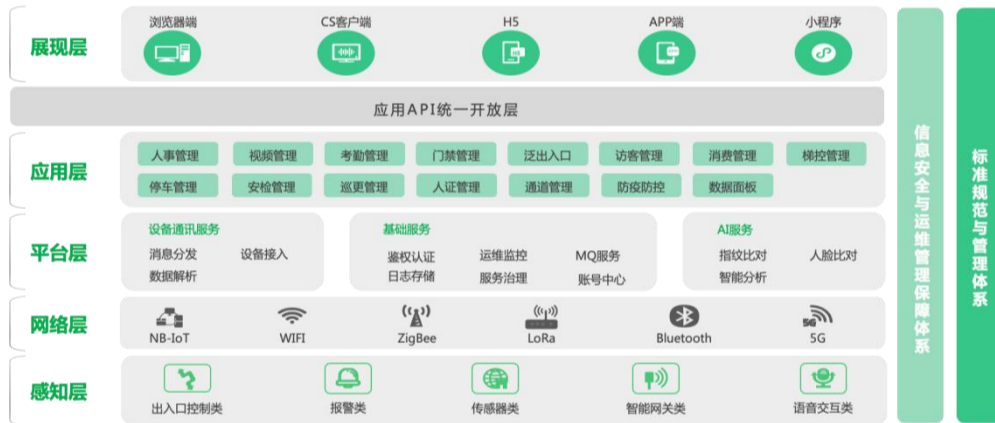 展现层
浏览器端 CS客户端 H5 APP端 小程序
应用API统一开放层
应用层
人事管理 视频管理 考勤管理 门禁管理 泛出入口 访客管理 消费管理 梯控管理
停车管理 安检管理 巡更管理 人证管理 通道管理 防疫防控 数据面板
平台层
设备通讯服务
消息分发 设备接入
数据解析
基础服务
鉴权认证 运维监控 MQ服务
日志存储 服务治理 账号中心
AI服务
指纹比对 人脸比对
智能分析
网络层
5G
NB-IoT WIFI ZigBee LoRa Bluetooth 5G
感知层
出入口控制类 报警类 传感器类 智能网关类 语音交互类
信息安全与运维管理保障体系
标准规范与管理体系